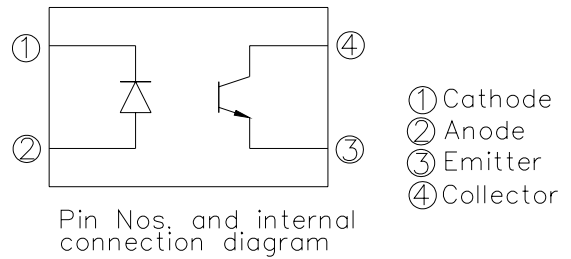 ①
④
②
③
① Cathode
② Anode
③ Emitter
④ Collector
Pin Nos. and internal
connection diagram